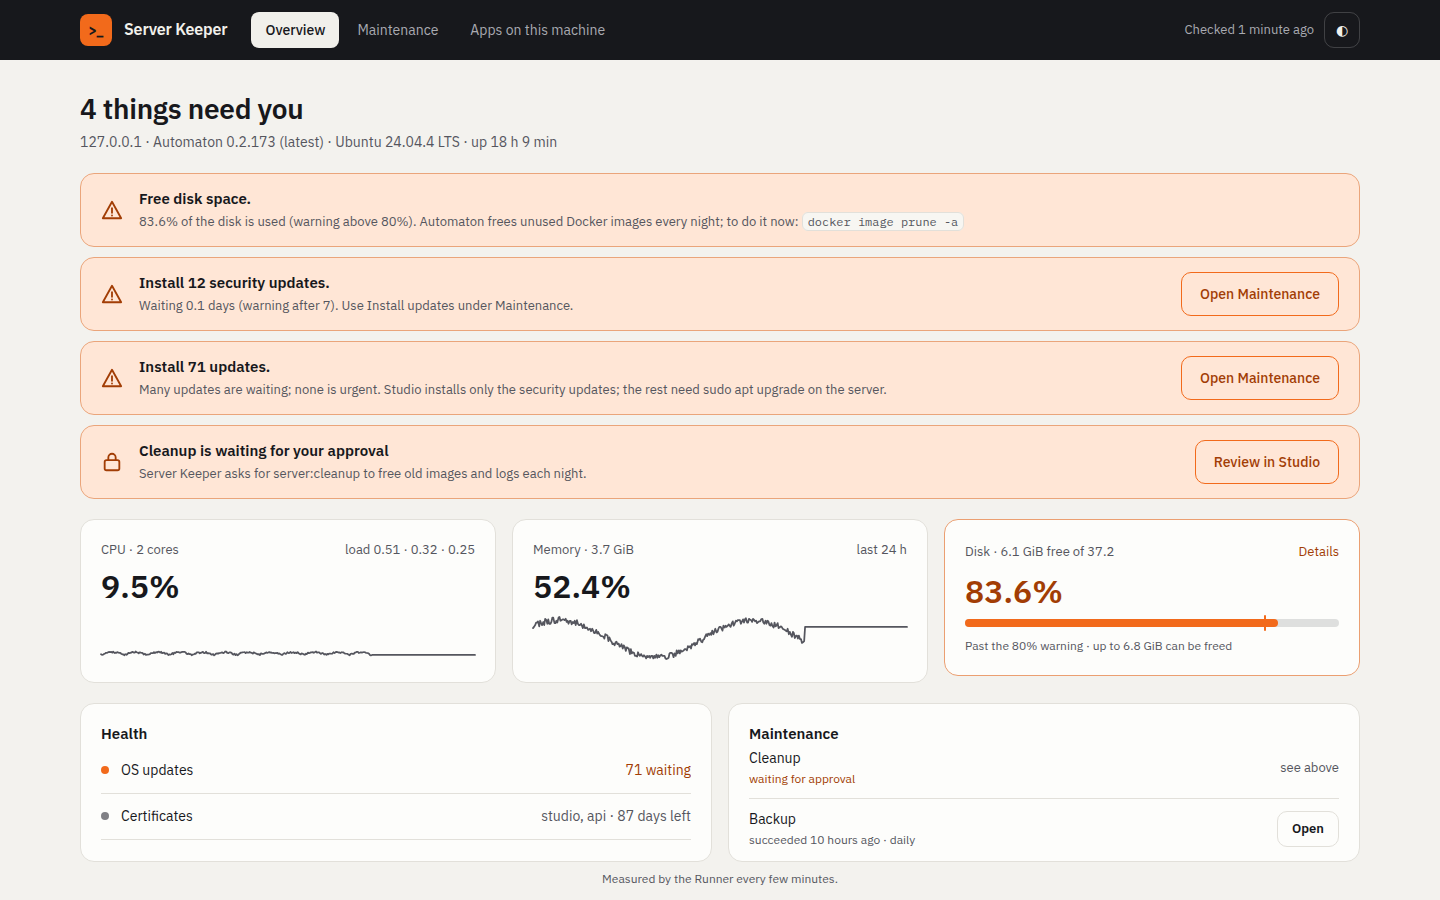 >_ Server Keeper Overview Maintenance Apps on this machine Checked 1 minute ago
4 things need you
127.0.0.1 · Automaton 0.2.173 (latest) · Ubuntu 24.04.4 LTS · up 18 h 9 min
Free disk space.
83.6% of the disk is used (warning above 80%). Automaton frees unused Docker images every night; to do it now: docker image prune -a
Install 12 security updates.
Waiting 0.1 days (warning after 7). Use Install updates under Maintenance.
Open Maintenance
Install 71 updates.
Many updates are waiting; none is urgent. Studio installs only the security updates; the rest need sudo apt upgrade on the server.
Open Maintenance
Cleanup is waiting for your approval
Server Keeper asks for server:cleanup to free old images and logs each night.
Review in Studio
CPU · 2 cores load 0.51 · 0.32 · 0.25
9.5%
Memory · 3.7 GiB last 24 h
52.4%
Disk · 6.1 GiB free of 37.2 Details
83.6%
Past the 80% warning · up to 6.8 GiB can be freed
Health
OS updates 71 waiting
Certificates studio, api · 87 days left
Maintenance
Cleanup
waiting for approval
see above
Backup
succeeded 10 hours ago · daily
Open
Measured by the Runner every few minutes.